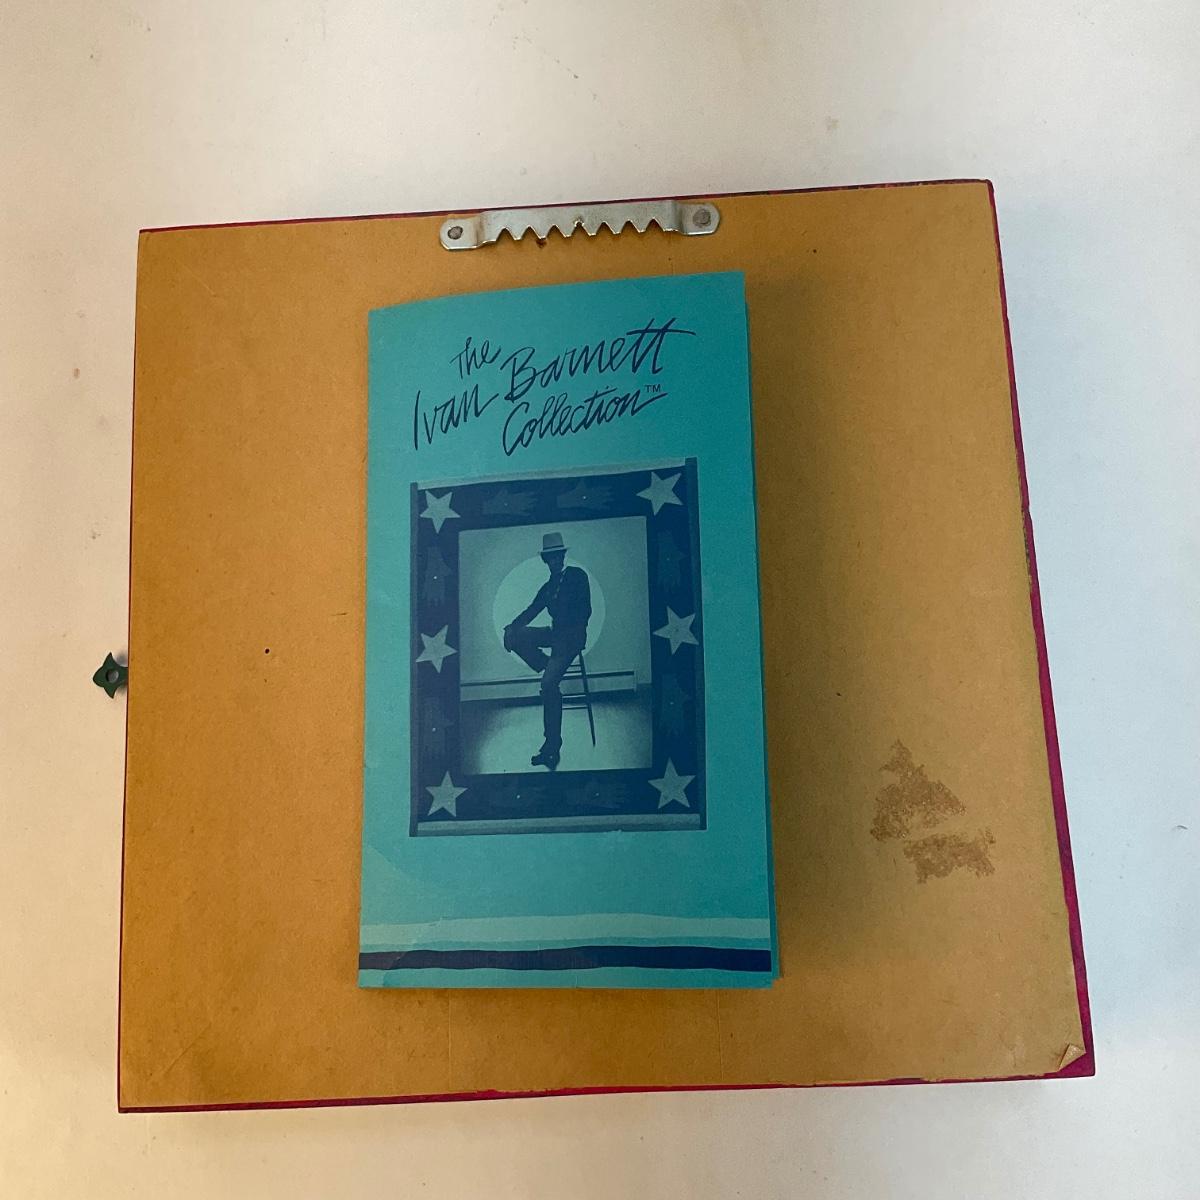 The
Ivan Barnett
Collection™